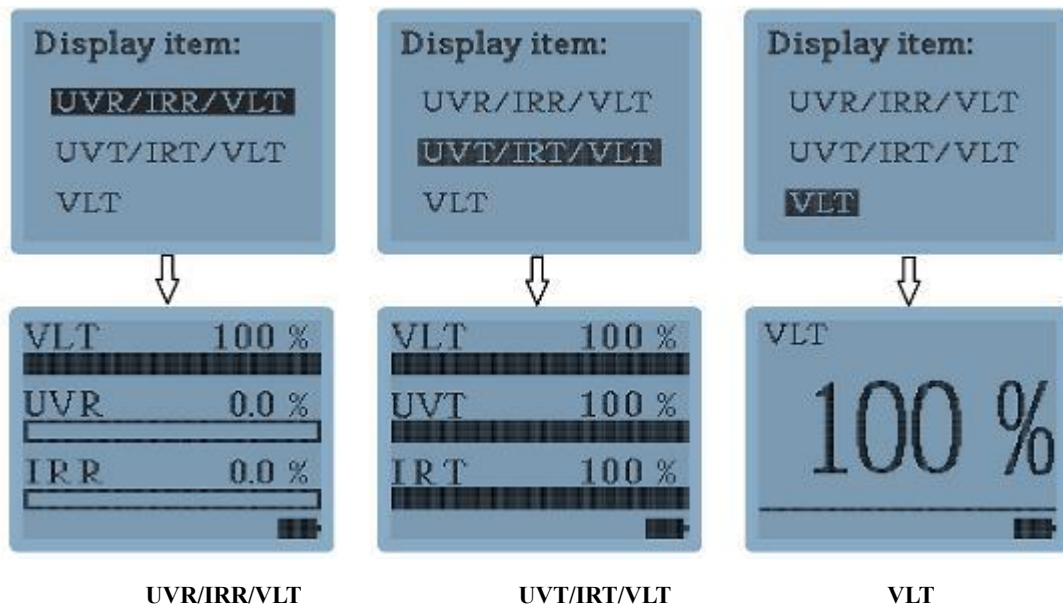 Display item:
UVR/IRR/VLT
UVT/IRT/VLT
VLT
Display item:
UVR/IRR/VLT
UVT/IRT/VLT
VLT
Display item:
UVR/IRR/VLT
UVT/IRT/VLT
VLT
VLT 100 %
UVR 0.0 %
IRR 0.0 %
VLT 100 %
UVT 100 %
IRT 100 %
VLT
100 %
UVR/IRR/VLT
UVT/IRT/VLT
VLT